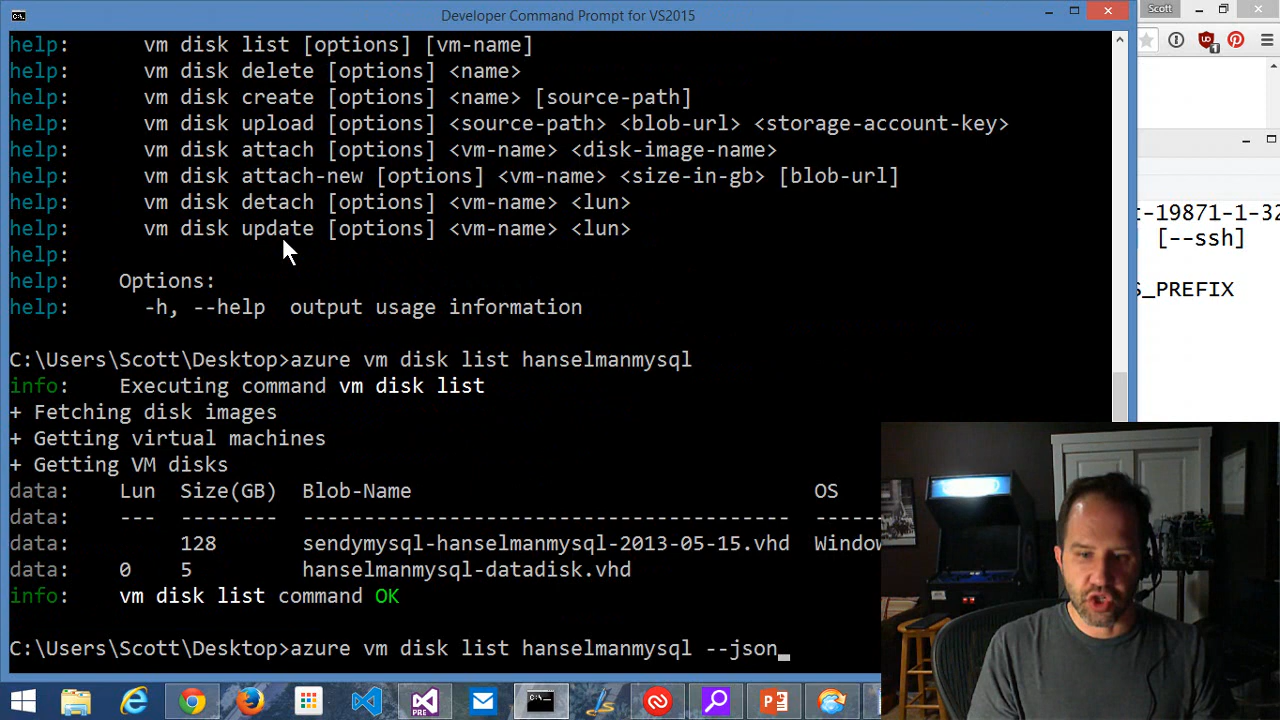 Developer Command Prompt for VS2015
Scott
help: vm disk list [options] [vm-name]
help: vm disk delete [options] <name>
help: vm disk create [options] <name> [source-path]
help: vm disk upload [options] <source-path> <blob-url> <storage-account-key>
help: vm disk attach [options] <vm-name> <disk-image-name>
help: vm disk attach-new [options] <vm-name> <size-in-gb> [blob-url]
help: vm disk detach [options] <vm-name> <lun>
help: vm disk update [options] <vm-name> <lun>
help:
help: Options:
help: -h, --help output usage information
t-19871-1-32
[--ssh]
S_PREFIX
C:\Users\Scott\Desktop>azure vm disk list hanselmanmysql
info: Executing command vm disk list
+ Fetching disk images
+ Getting virtual machines
+ Getting VM disks
data: Lun Size(GB) Blob-Name OS
data: --- -------- ---------------------------------------- ------
data: 128 sendymysql-hanselmanmysql-2013-05-15.vhd Window
data: 0 5 hanselmanmysql-datadisk.vhd
info: vm disk list command OK
C:\Users\Scott\Desktop>azure vm disk list hanselmanmysql --json_